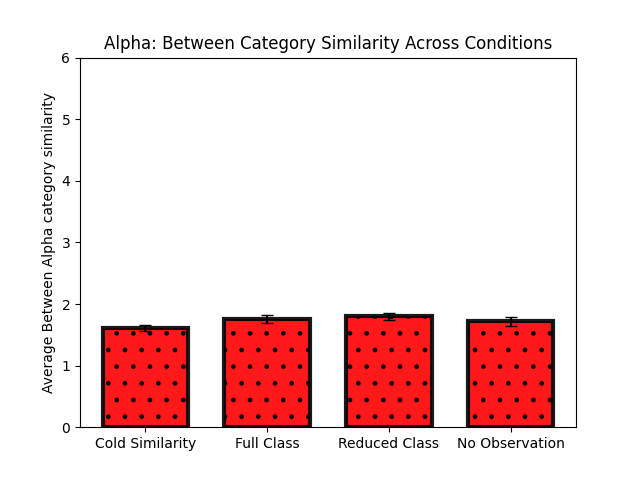 Alpha: Between Category Similarity Across Conditions
Average Between Alpha category similarity
6
5
4
3
2
1
0
Cold Similarity
Full Class
Reduced Class
No Observation